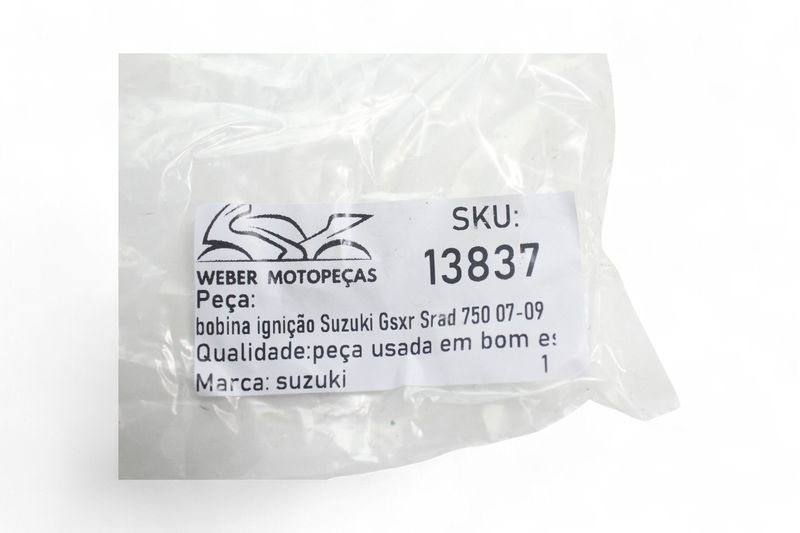 SKU:
13837
WEBER MOTOPEÇAS
Peça:
bobina ignição Suzuki Gsxr Srad 750 07-09
Qualidade:peça usada em bom es
1
Marca: suzuki